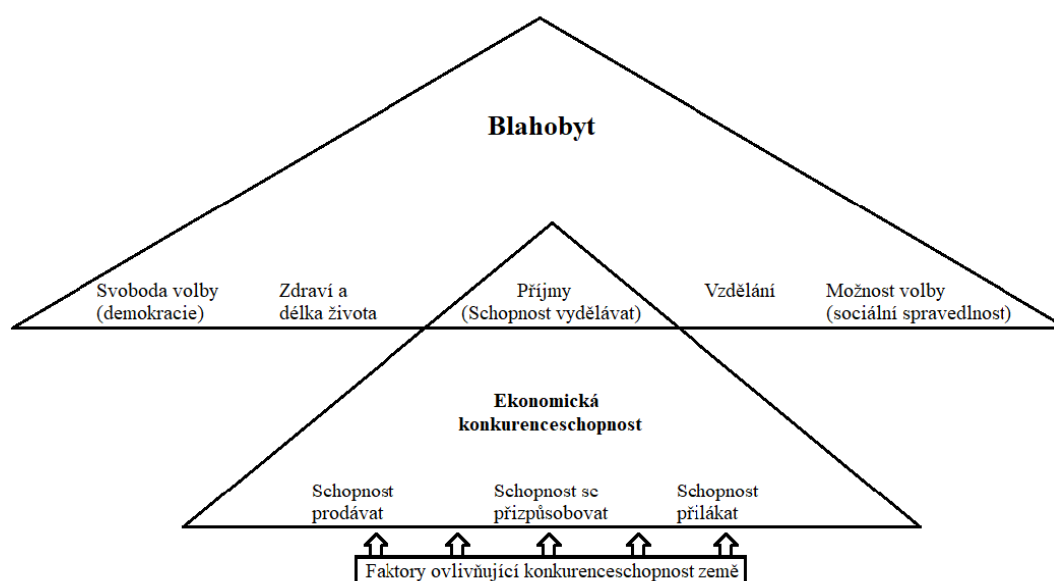 Blahobyt
Svoboda volby
(demokracie)
Zdraví a
délka života
Příjmy
(Schopnost vydělávat)
Vzdělání
Možnost volby
(sociální spravedlnost)
Ekonomická
konkurenceschopnost
Schopnost
prodávat
Schopnost se
přizpůsobovat
Schopnost
přilákat
Faktory ovlivňující konkurenceschopnost země